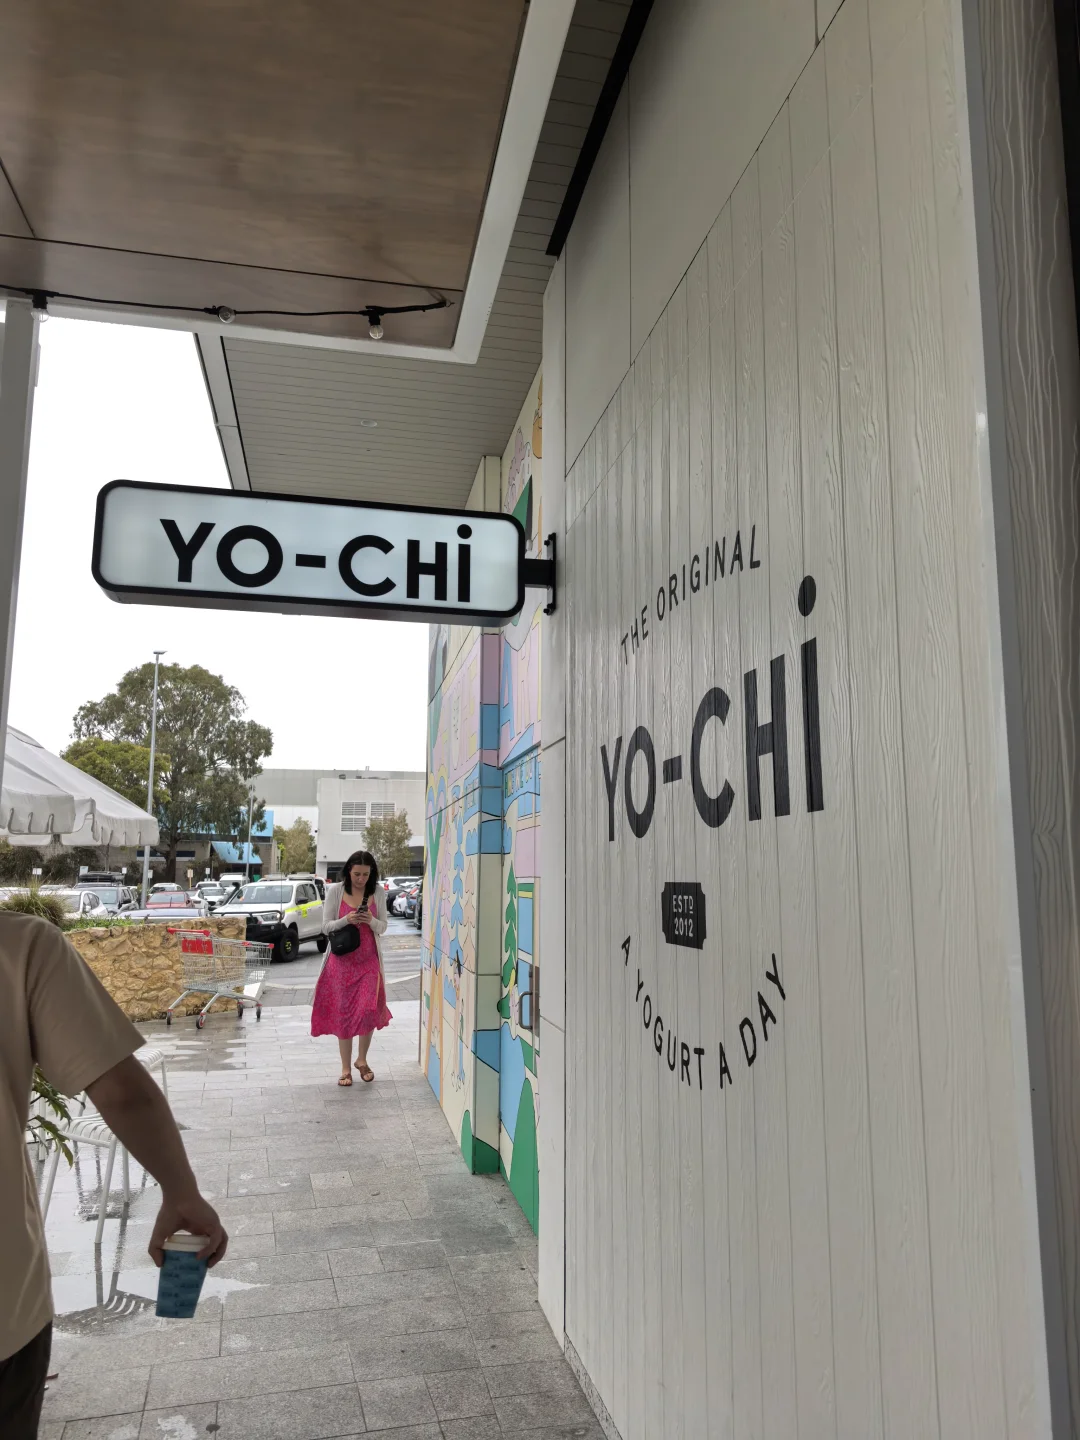 YO-CHi
THE ORIGINAL
YO-CHi
ESTD
2012
A YOGURT A DAY